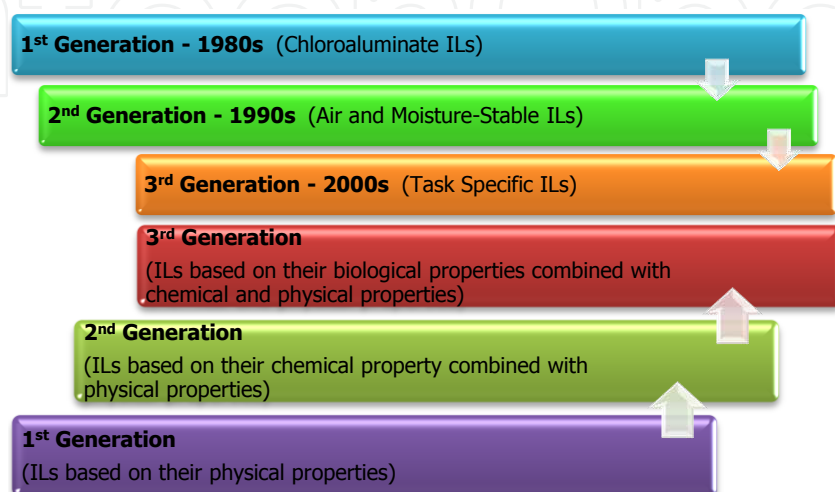 1st Generation - 1980s (Chloroaluminate ILs)
2nd Generation - 1990s (Air and Moisture-Stable ILs)
3rd Generation - 2000s (Task Specific ILs)
3rd Generation
(ILs based on their biological properties combined with
chemical and physical properties)
2nd Generation
(ILs based on their chemical property combined with
physical properties)
1st Generation
(ILs based on their physical properties)